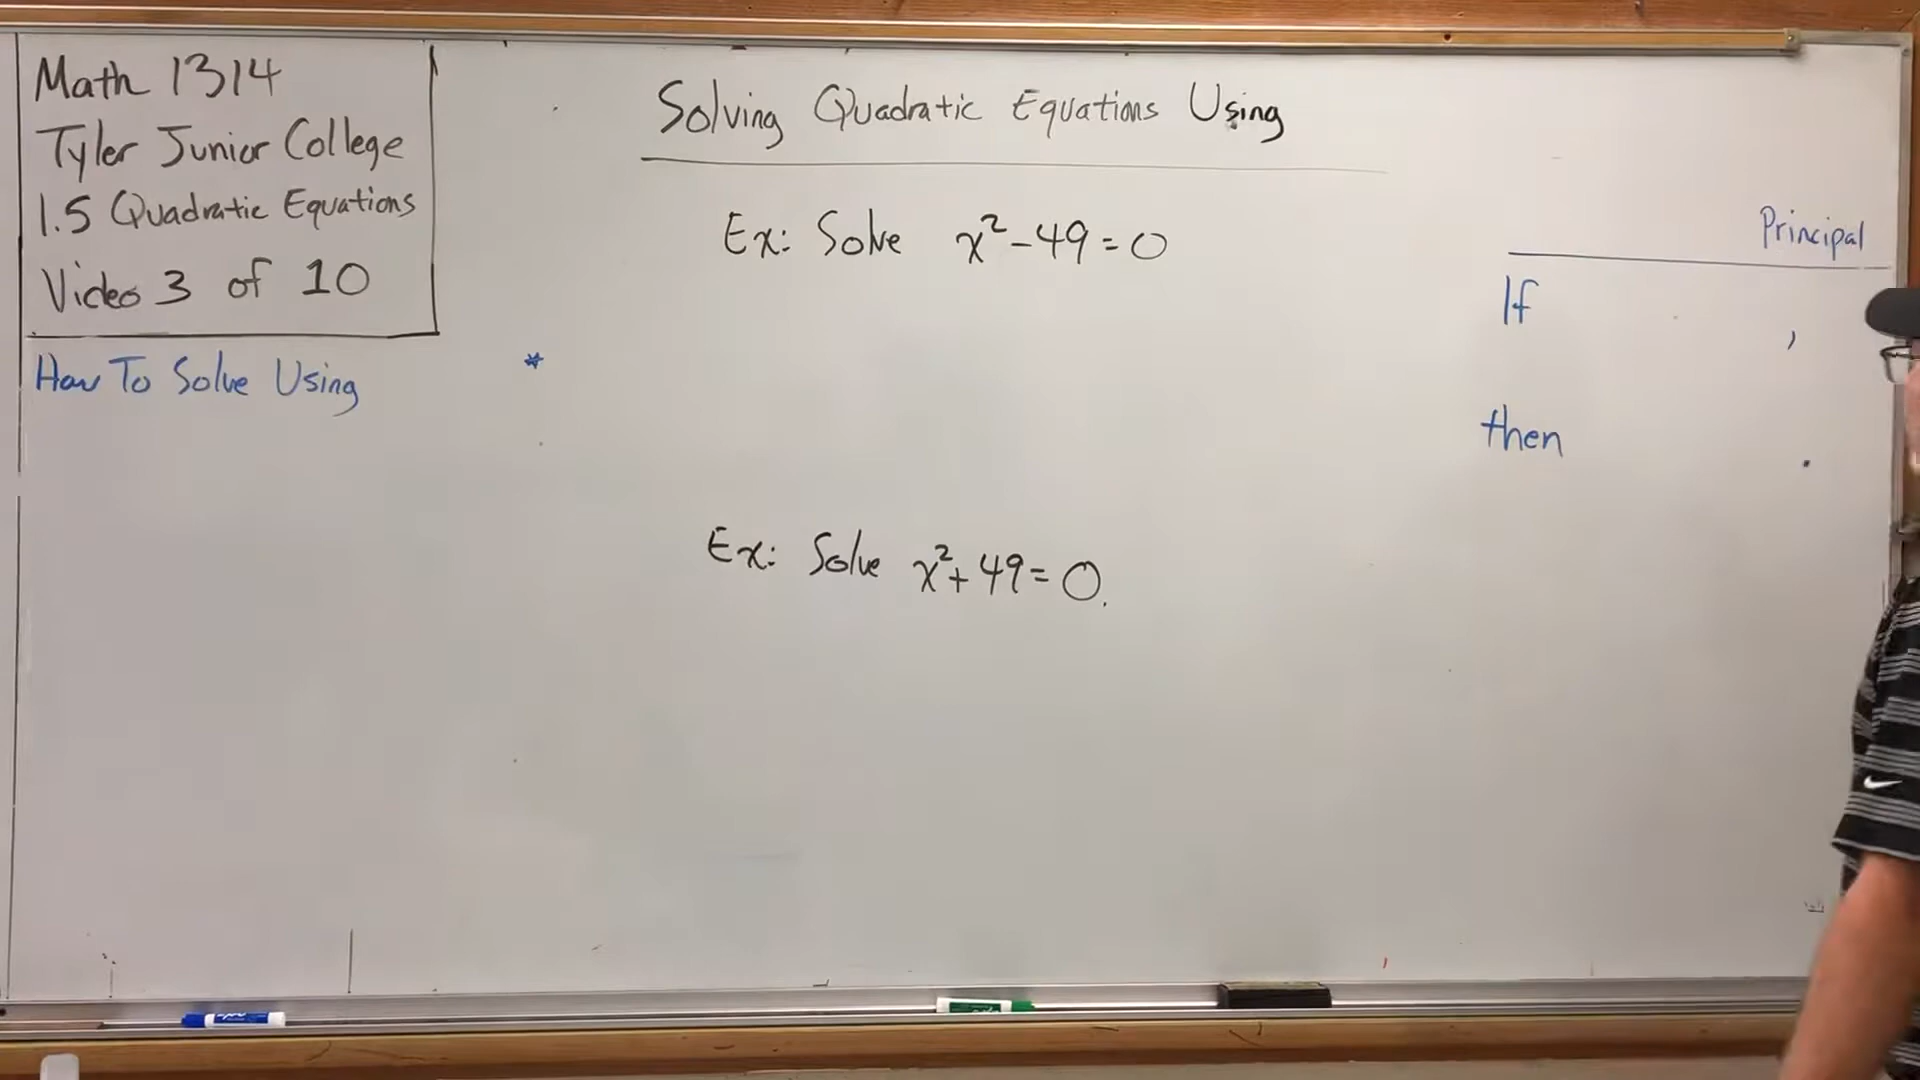 Math 1314
Tyler Junior College
1.5 Quadratic Equations
Video 3 of 10
How To Solve Using
*
Solving Quadratic Equations Using
Ex: Solve x²-49=0
Ex: Solve x²+49=0.
Principal
If ,
then .